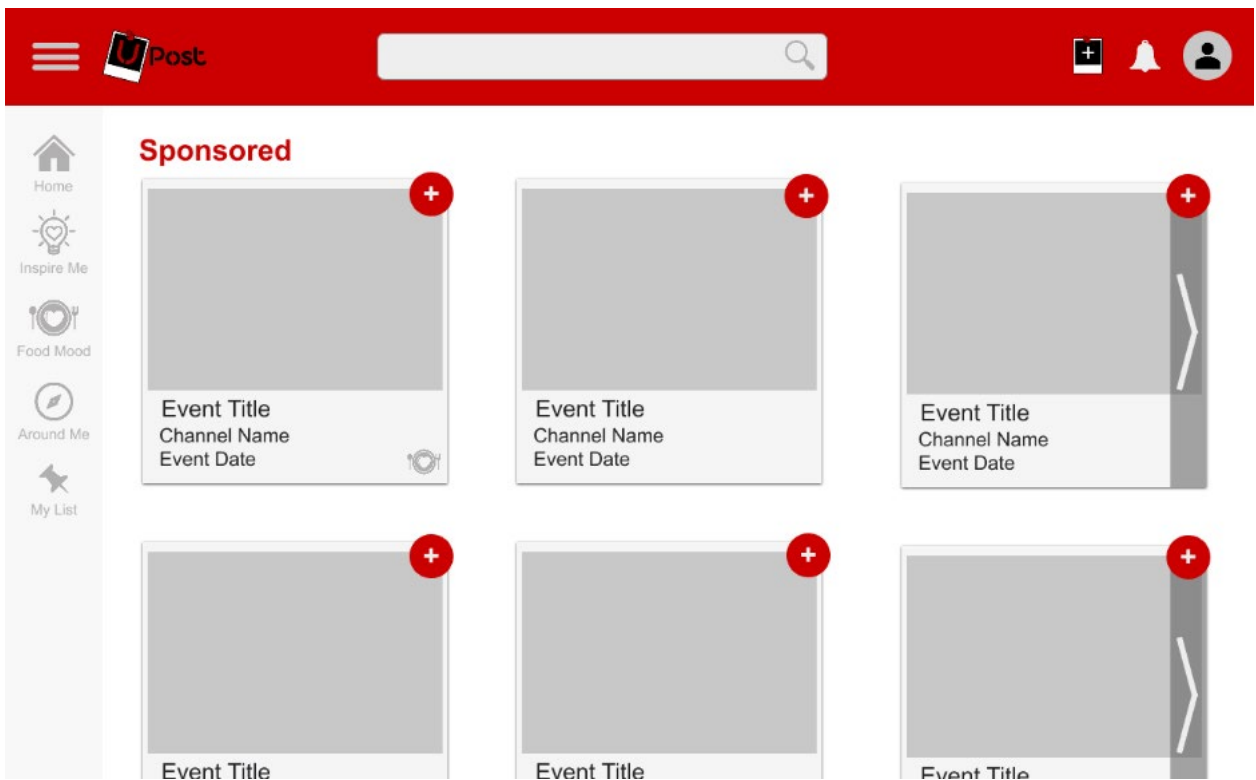 U Post
Sponsored
Home
Inspire Me
Food Mood
Around Me
My List
Event Title
Channel Name
Event Date
Event Title
Channel Name
Event Date
Event Title
Channel Name
Event Date
Event Title
Event Title
Event Title